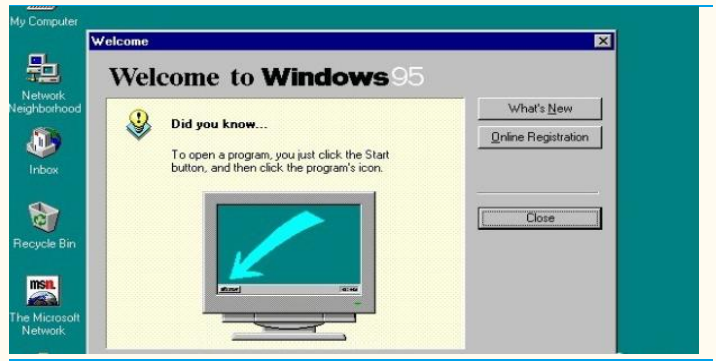 My Computer
Network
Neighborhood
Inbox
Recycle Bin
msn.
The Microsoft
Network
Welcome
Welcome to Windows95
Did you know...
To open a program, you just click the Start
button, and then click the program's icon.
What's New
Online Registration
Close